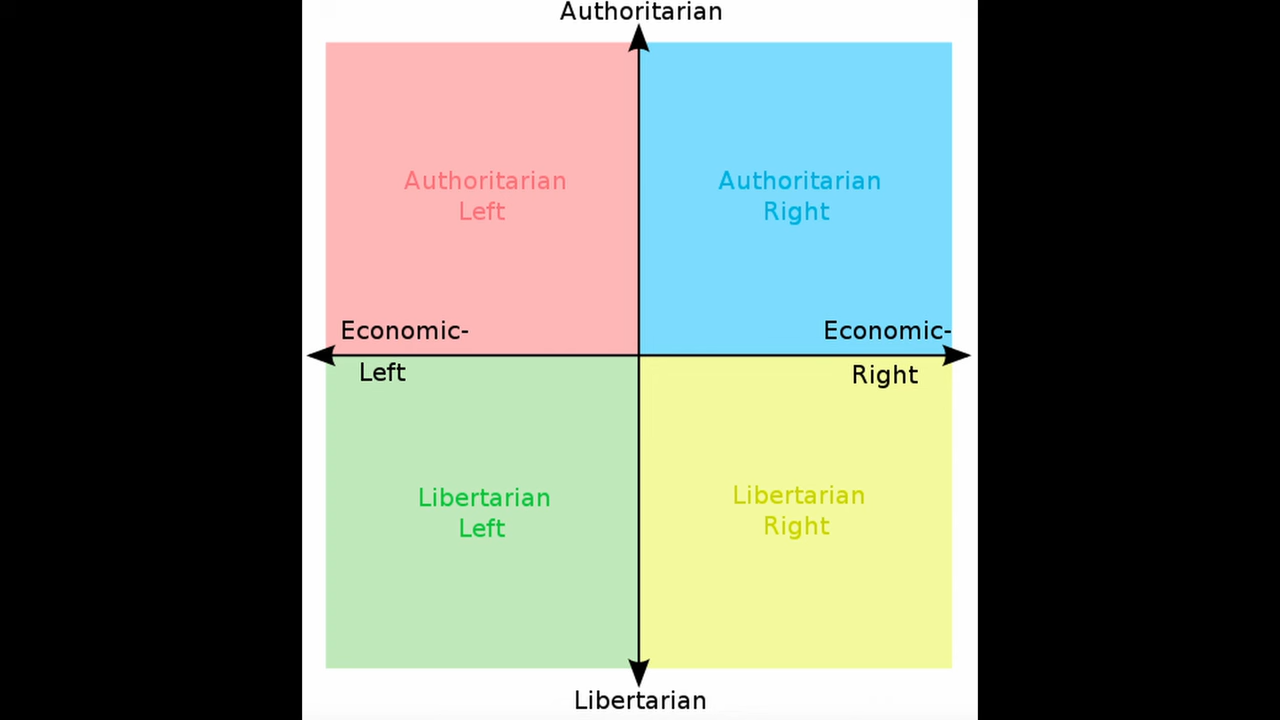 Authoritarian
Authoritarian
Left
Authoritarian
Right
Economic-
Left
Economic-
Right
Libertarian
Left
Libertarian
Right
Libertarian